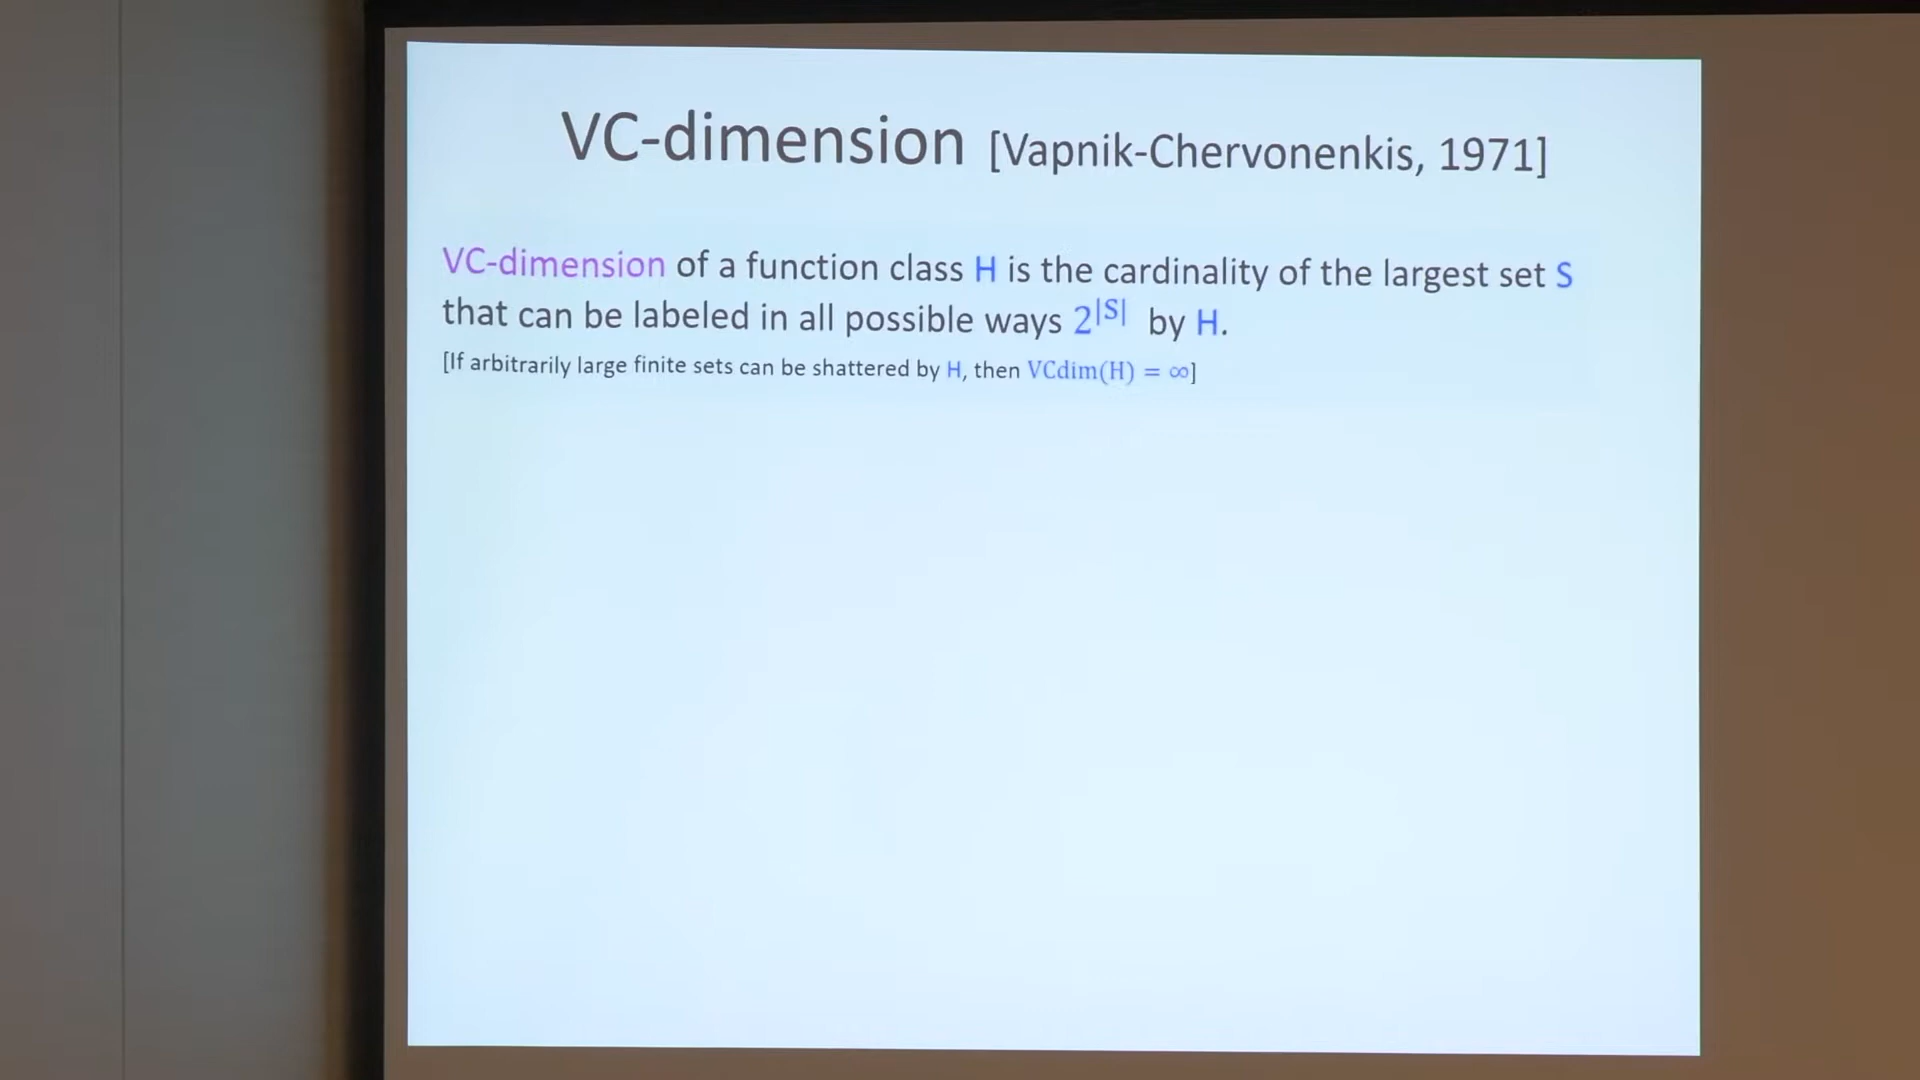 VC-dimension [Vapnik-Chervonenkis, 1971]
VC-dimension of a function class H is the cardinality of the largest set S
that can be labeled in all possible ways 2^|S| by H.
[If arbitrarily large finite sets can be shattered by H, then VCdim(H) = ∞]